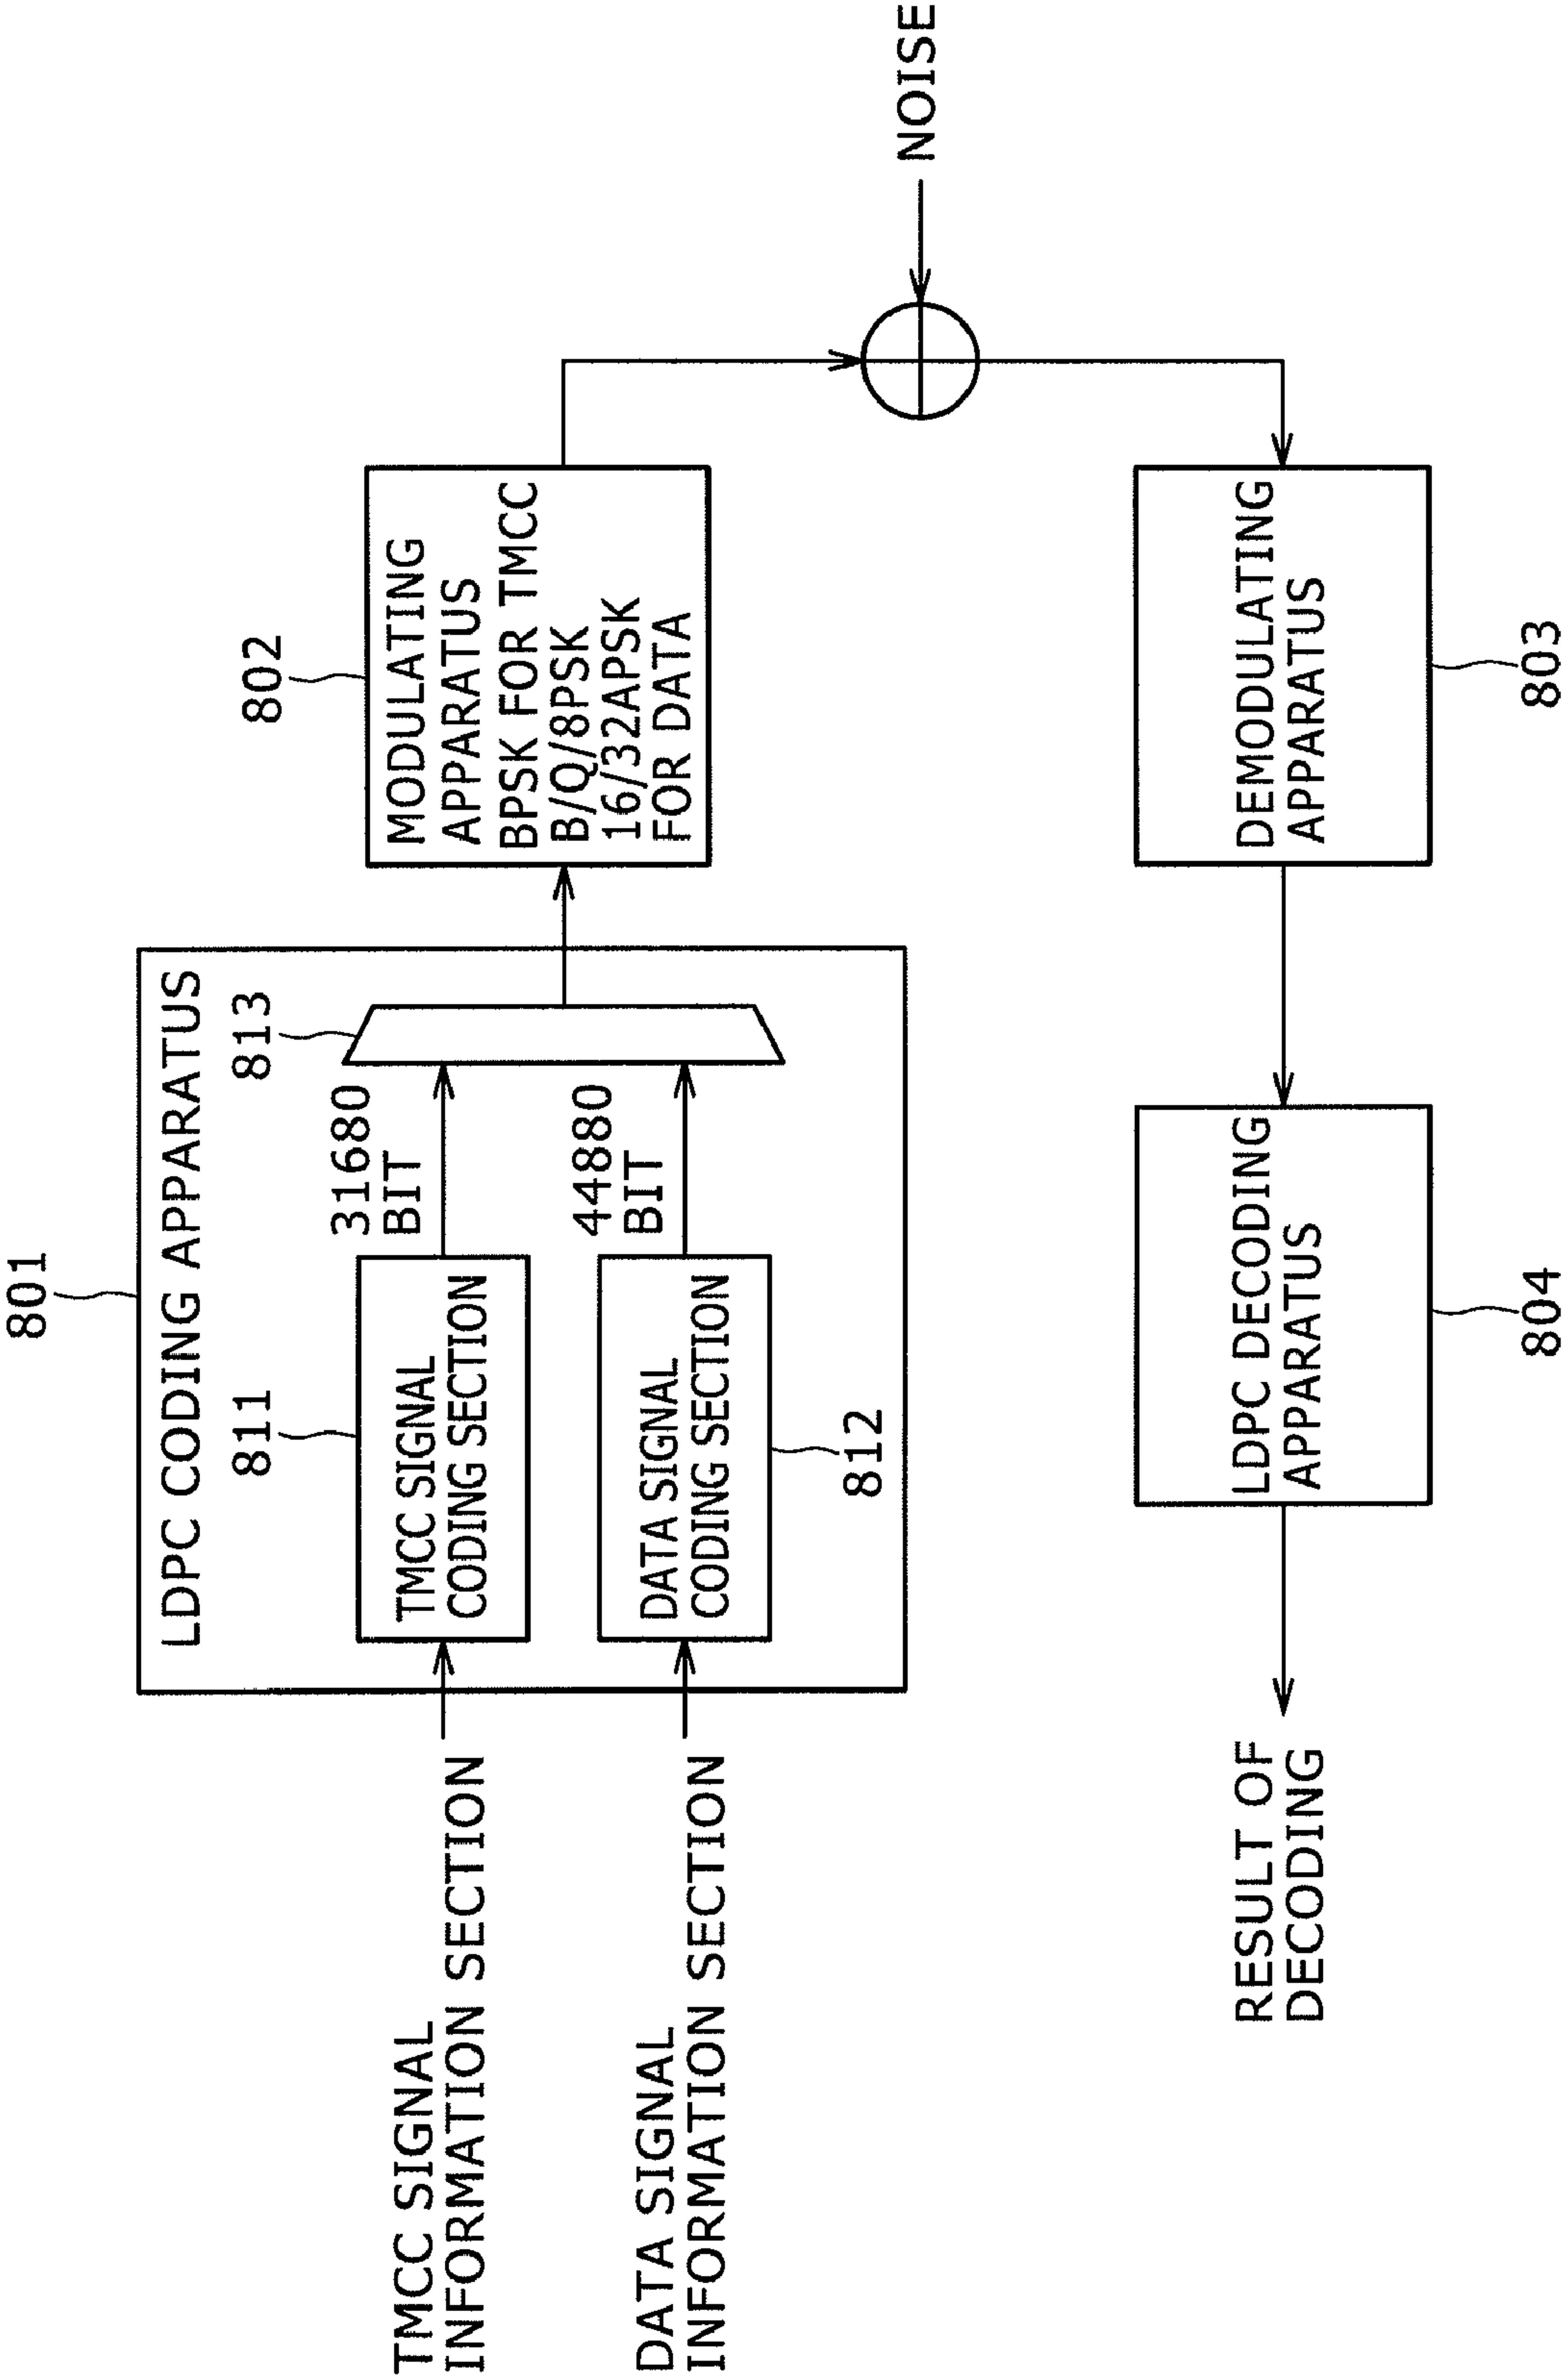 801
LDPC CODING APPARATUS
TMCC SIGNAL
INFORMATION SECTION
811
TMCC SIGNAL
CODING SECTION
31680
BIT
813
DATA SIGNAL
INFORMATION SECTION
DATA SIGNAL
CODING SECTION
812
44880
BIT
802
MODULATING
APPARATUS
BPSK FOR TMCC
B/Q/8PSK
16/32APSK
FOR DATA
NOISE
DEMODULATING
APPARATUS
803
LDPC DECODING
APPARATUS
804
RESULT OF
DECODING